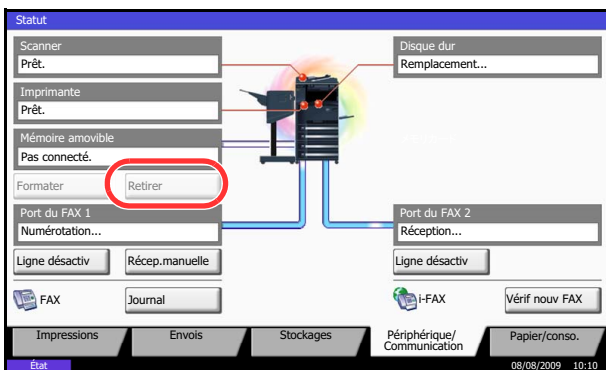 Statut
Scanner
Prêt.
Disque dur
Remplacement...
Imprimante
Prêt.
Mémoire amovible
Pas connecté.
Formater
Retirer
Port du FAX 1
Numérotation...
Port du FAX 2
Réception...
Ligne désactiv
Récep.manuelle
Ligne désactiv
FAX
Journal
i-FAX
Vérif nouv FAX
Impressions
Envois
Stockages
Périphérique/
Communication
Papier/conso.
État
08/08/2009 10:10